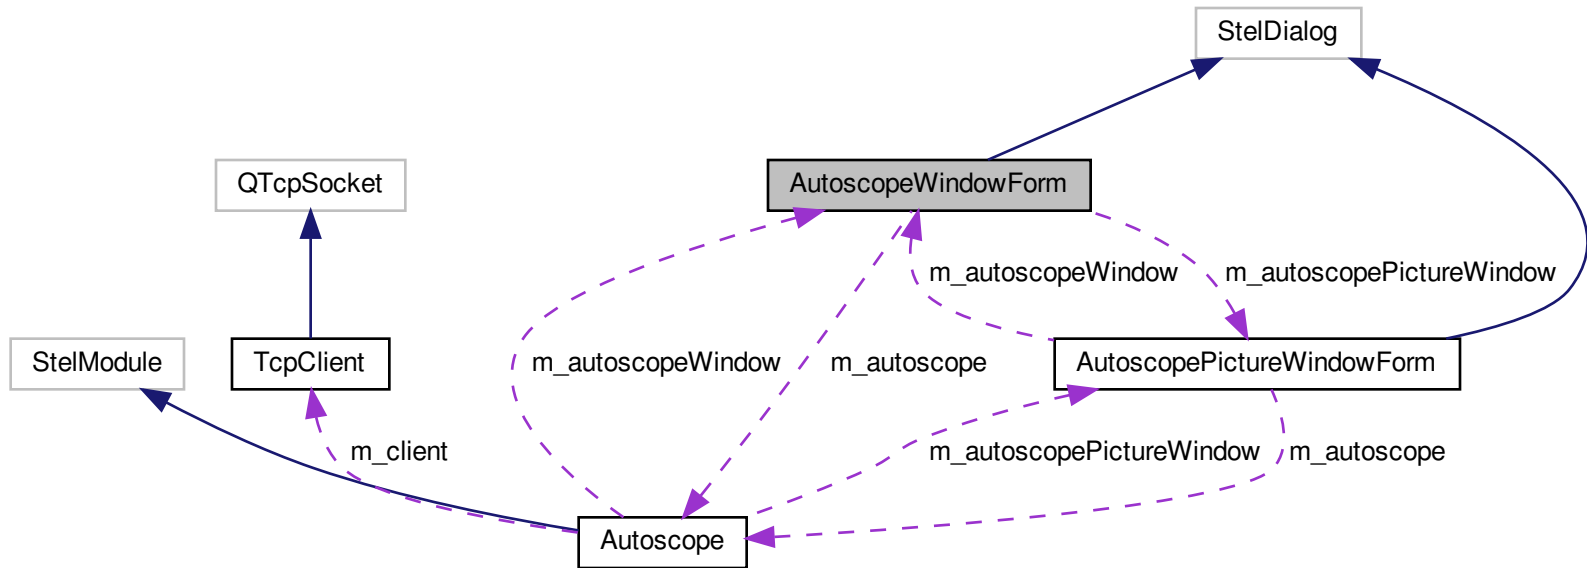 StelDialog
QTcpSocket
AutoscopeWindowForm
m_autoscopeWindow
m_autoscopePictureWindow
StelModule
TcpClient
m_autoscopeWindow
m_autoscope
AutoscopePictureWindowForm
m_client
m_autoscopePictureWindow
m_autoscope
Autoscope